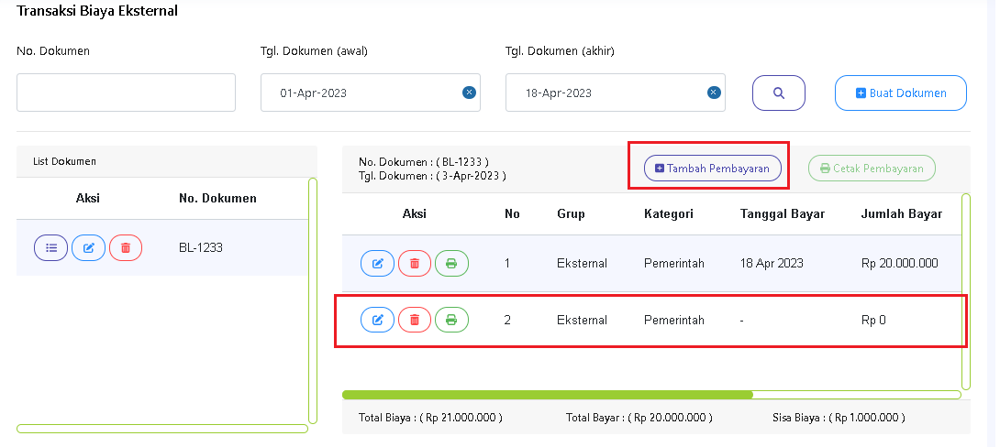 Transaksi Biaya Eksternal
No. Dokumen Tgl. Dokumen (awal) Tgl. Dokumen (akhir)
01-Apr-2023 18-Apr-2023 Buat Dokumen
List Dokumen
Aksi No. Dokumen
BL-1233
No. Dokumen : ( BL-1233 )
Tgl. Dokumen : ( 3-Apr-2023 )
Tambah Pembayaran Cetak Pembayaran
Aksi No Grup Kategori Tanggal Bayar Jumlah Bayar
1 Eksternal Pemerintah 18 Apr 2023 Rp 20.000.000
2 Eksternal Pemerintah - Rp 0
Total Biaya : ( Rp 21.000.000 ) Total Bayar : ( Rp 20.000.000 ) Sisa Biaya : ( Rp 1.000.000 )